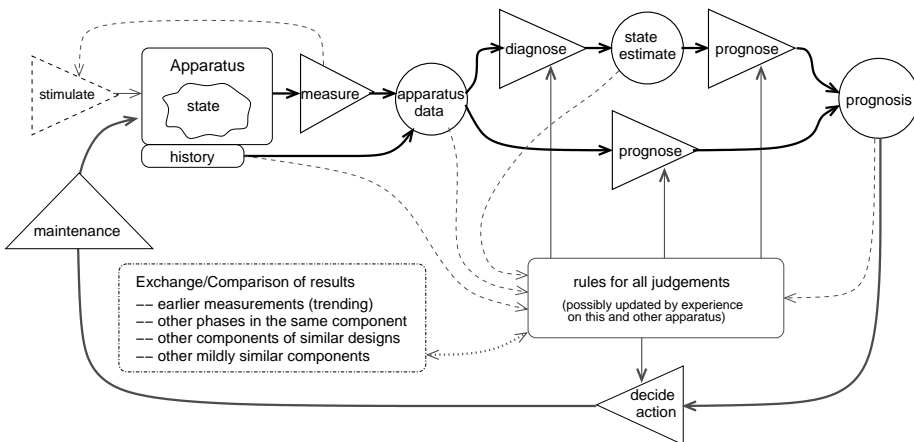 stimulate
Apparatus
state
history
measure
apparatus
data
diagnose
state
estimate
prognose
prognose
prognosis
maintenance
Exchange/Comparison of results
−− earlier measurements (trending)
−− other phases in the same component
−− other components of similar designs
−− other mildly similar components
rules for all judgements
(possibly updated by experience
on this and other apparatus)
decide
action